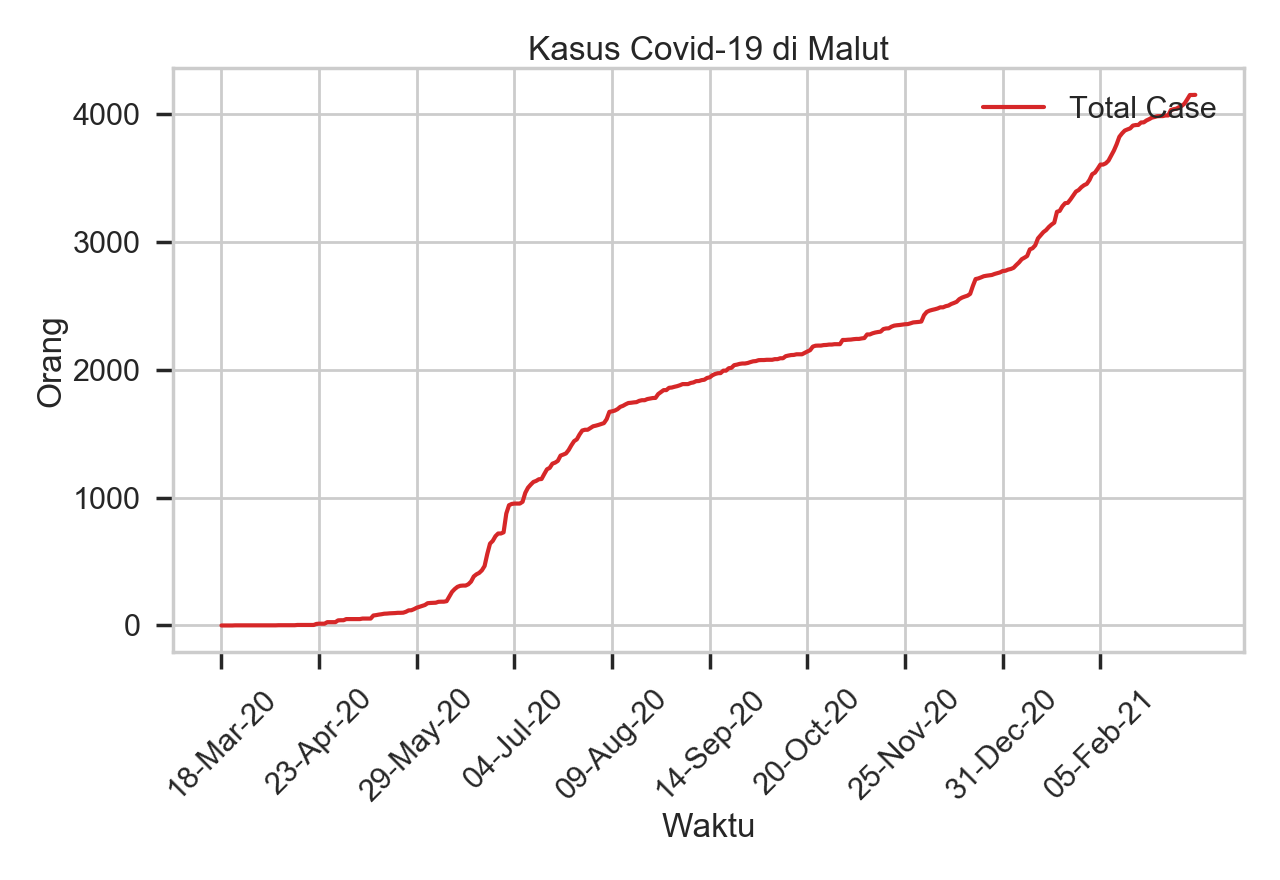 Kasus Covid-19 di Malut
Total Case
4000
3000
2000
1000
0
Orang
18-Mar-20
23-Apr-20
29-May-20
04-Jul-20
09-Aug-20
14-Sep-20
20-Oct-20
25-Nov-20
31-Dec-20
05-Feb-21
Waktu